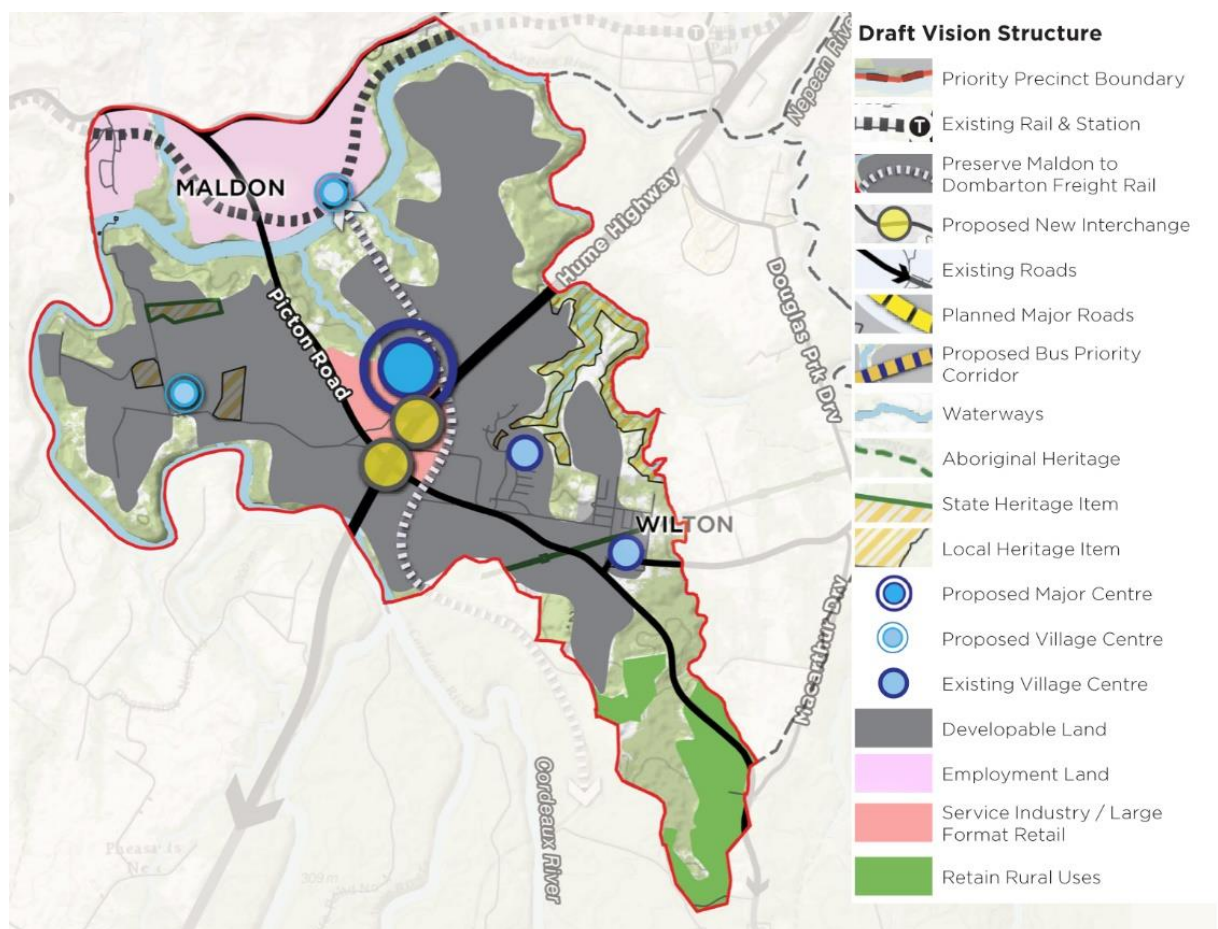 Draft Vision Structure
Priority Precinct Boundary
Existing Rail & Station
T
Preserve Maldon to
Dombarton Freight Rail
Proposed New Interchange
Existing Roads
Planned Major Roads
Proposed Bus Priority
Corridor
Waterways
Aboriginal Heritage
State Heritage Item
Local Heritage Item
Proposed Major Centre
Proposed Village Centre
Existing Village Centre
Developable Land
Employment Land
Service Industry / Large
Format Retail
Retain Rural Uses
T
Nepean River
MALDON
Hume Highway
Picton Road
Douglas Prk Drv
WILTON
Macarthur Drv
Cordeaux River
309 m